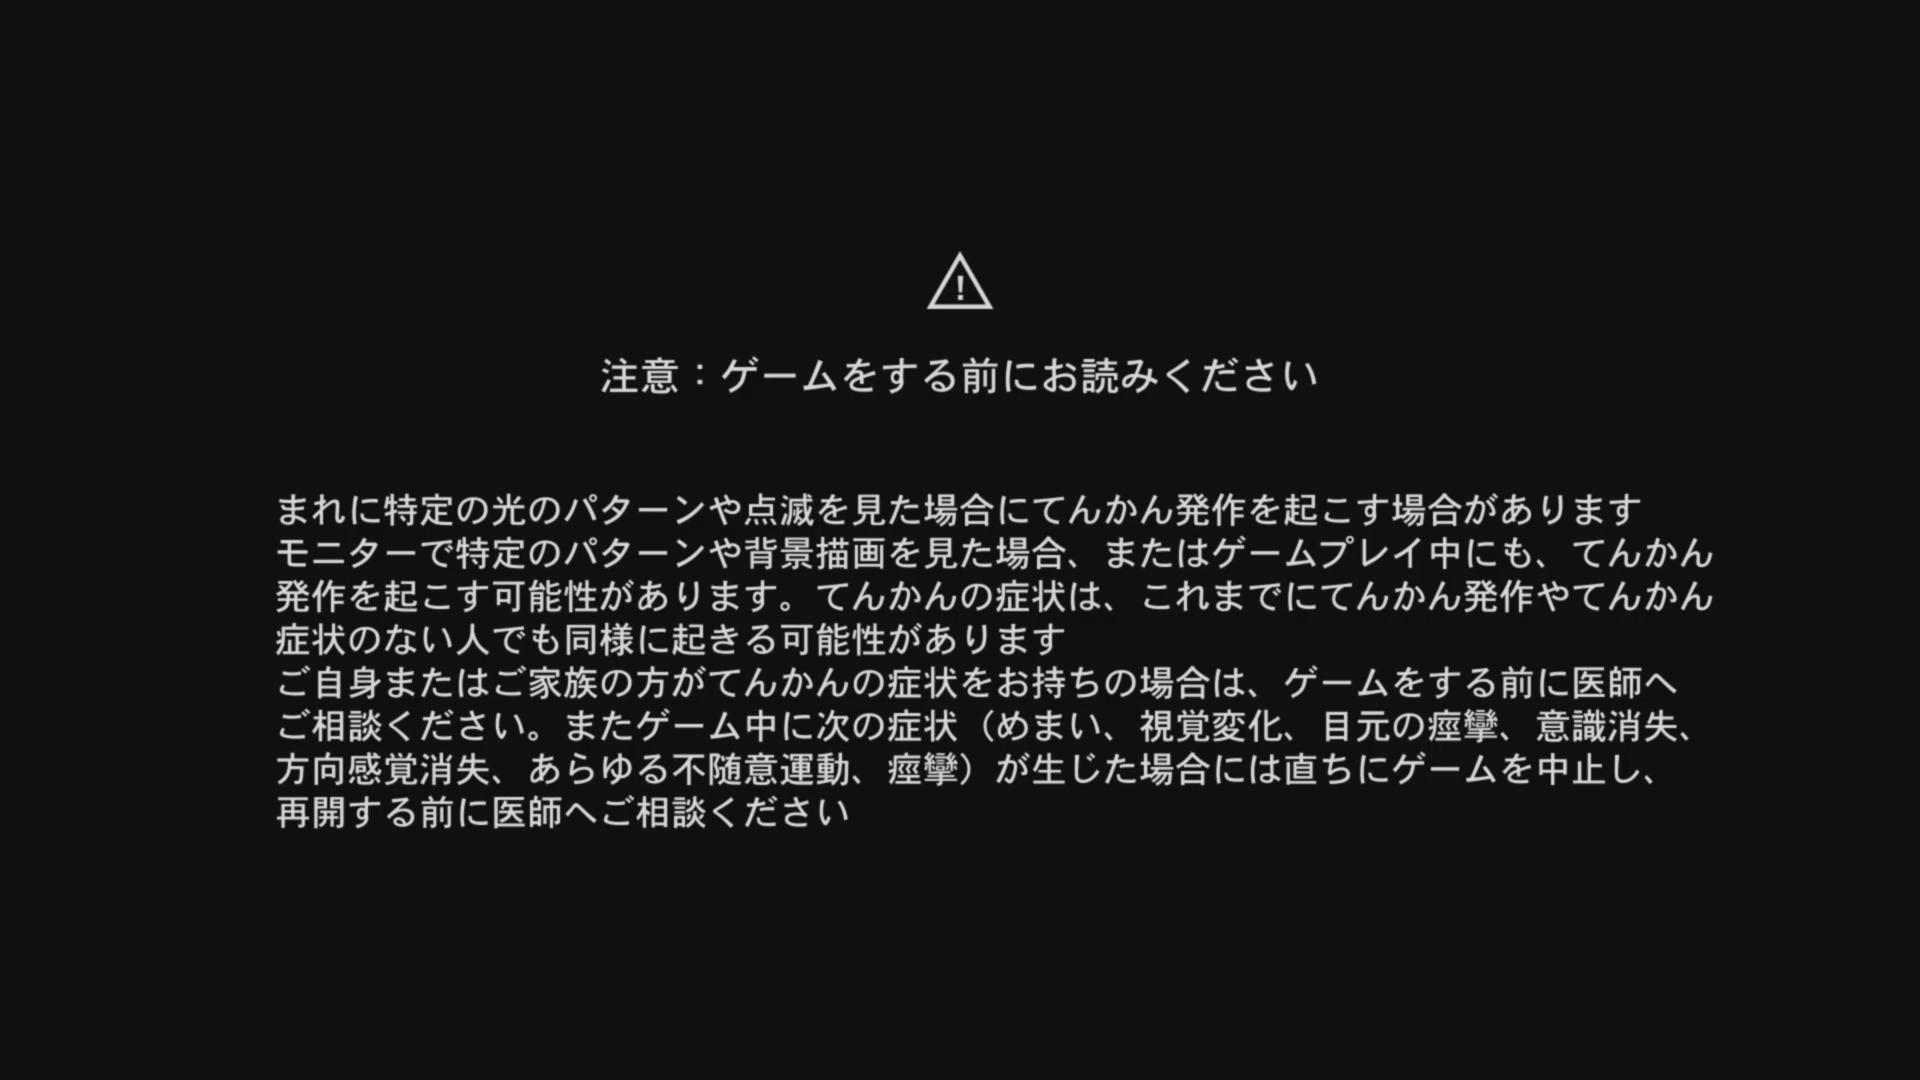 注意：ゲームをする前にお読みください
まれに特定の光のパターンや点滅を見た場合にてんかん発作を起こす場合があります
モニターで特定のパターンや背景描画を見た場合、またはゲームプレイ中にも、てんかん
発作を起こす可能性があります。てんかんの症状は、これまでにてんかん発作やてんかん
症状のない人でも同様に起きる可能性があります
ご自身またはご家族の方がてんかんの症状をお持ちの場合は、ゲームをする前に医師へ
ご相談ください。またゲーム中に次の症状（めまい、視覚変化、目元の痙攣、意識消失、
方向感覚消失、あらゆる不随意運動、痙攣）が生じた場合には直ちにゲームを中止し、
再開する前に医師へご相談ください